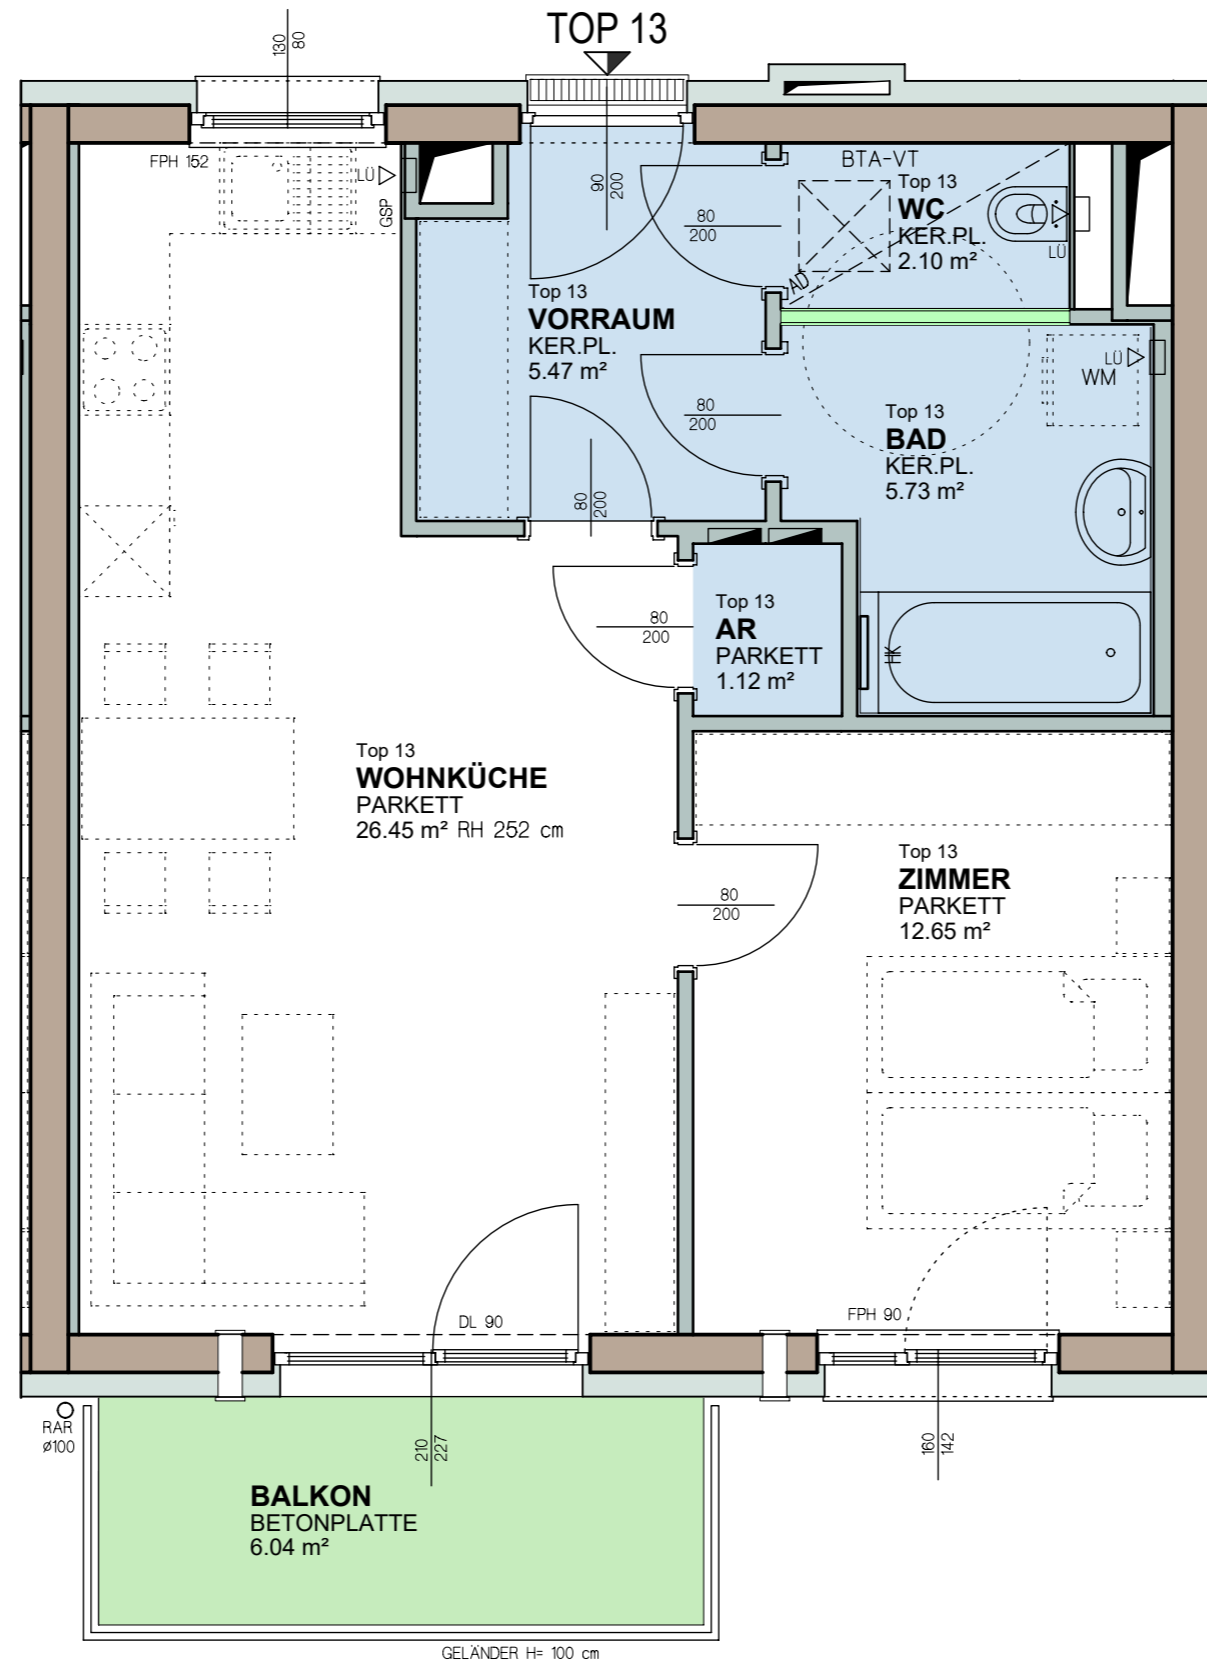 TOP 13
130
80
FPH 152
LÜ
GSP
90
200
80
200
BTA-VT
Top 13
WC
KER.PL.
2.10 m²
LÜ
AD
Top 13
VORRAUM
KER.PL.
5.47 m²
80
200
LÜ
WM
Top 13
BAD
KER.PL.
5.73 m²
80
200
80
200
Top 13
AR
PARKETT
1.12 m²
HK
Top 13
WOHNKÜCHE
PARKETT
26.45 m² RH 252 cm
80
200
Top 13
ZIMMER
PARKETT
12.65 m²
DL 90
FPH 90
RAR
ø100
210
227
160
142
BALKON
BETONPLATTE
6.04 m²
GELÄNDER H= 100 cm